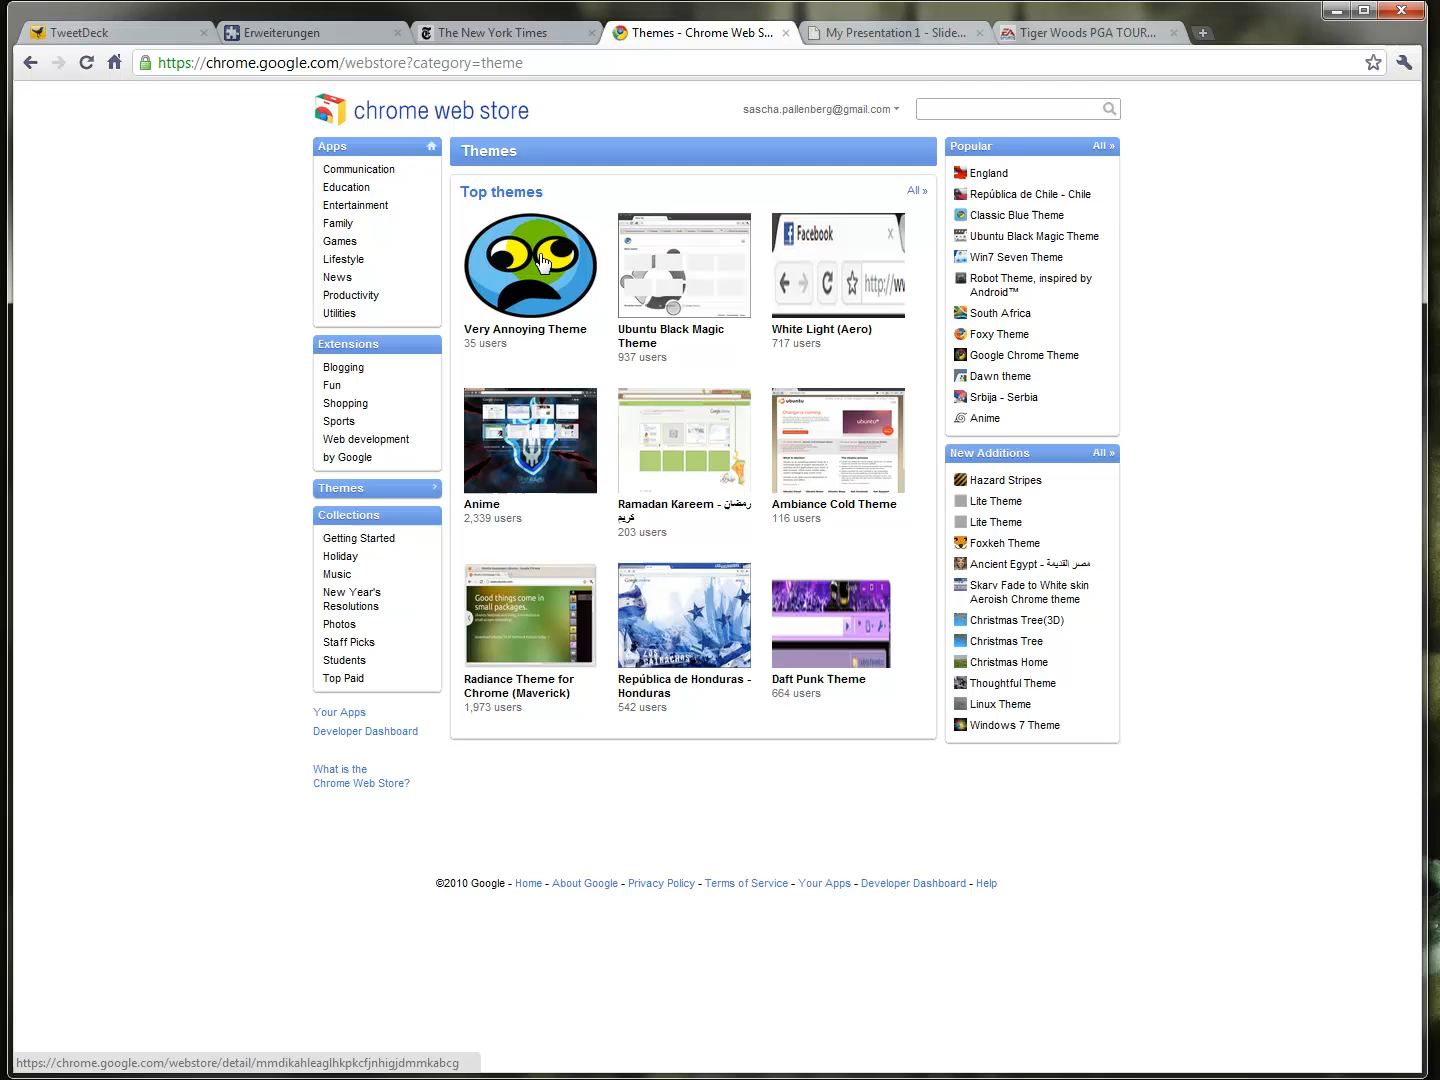 TweetDeck
Erweiterungen
The New York Times
Themes - Chrome Web S...
My Presentation 1 - Slide...
Tiger Woods PGA TOUR...
https://chrome.google.com/webstore?category=theme
chrome web store
sascha.pallenberg@gmail.com
Apps
Communication
Education
Entertainment
Family
Games
Lifestyle
News
Productivity
Utilities
Extensions
Blogging
Fun
Shopping
Sports
Web development
by Google
Themes
Collections
Getting Started
Holiday
Music
New Year's
Resolutions
Photos
Staff Picks
Students
Top Paid
Your Apps
Developer Dashboard
What is the
Chrome Web Store?
Themes
Top themes
All »
Very Annoying Theme
35 users
Ubuntu Black Magic
Theme
937 users
Facebook
http://ww
White Light (Aero)
717 users
Anime
2,339 users
Ramadan Kareem - رمضان
كريم
203 users
ubuntu
Ambiance Cold Theme
116 users
Good things come in
small packages.
Radiance Theme for
Chrome (Maverick)
1,973 users
República de Honduras -
Honduras
542 users
Daft Punk Theme
664 users
Popular
All »
England
República de Chile - Chile
Classic Blue Theme
Ubuntu Black Magic Theme
Win7 Seven Theme
Robot Theme, inspired by
Android™
South Africa
Foxy Theme
Google Chrome Theme
Dawn theme
Srbija - Serbia
Anime
New Additions
All »
Hazard Stripes
Lite Theme
Lite Theme
Foxkeh Theme
Ancient Egypt - مصر القديمة
Skarv Fade to White skin
Aeroish Chrome theme
Christmas Tree(3D)
Christmas Tree
Christmas Home
Thoughtful Theme
Linux Theme
Windows 7 Theme
©2010 Google - Home - About Google - Privacy Policy - Terms of Service - Your Apps - Developer Dashboard - Help
https://chrome.google.com/webstore/detail/mmdikahleaglhkpkcfjnhigjdmmkabcg